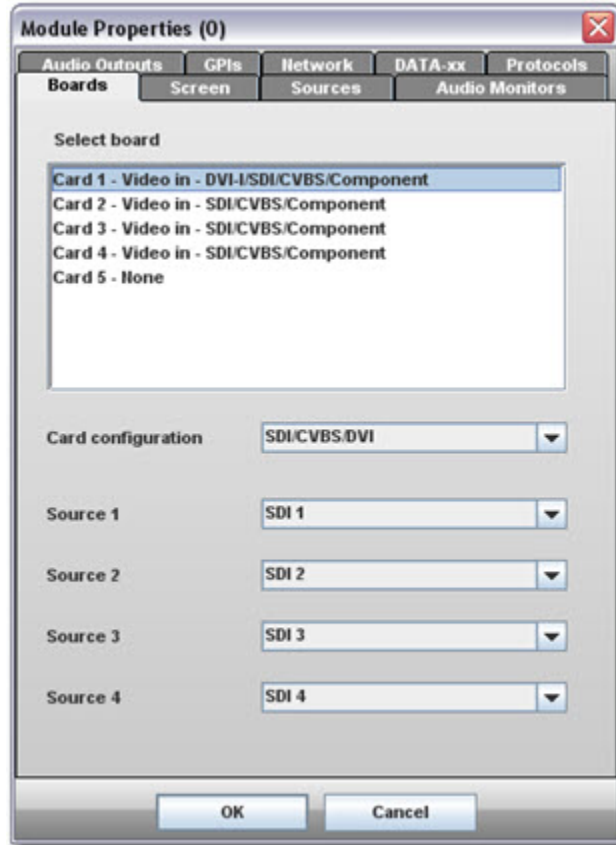 Module Properties (0)
Audio Outputs GPIs Network DATA-xx Protocols
Boards Screen Sources Audio Monitors
Select board
Card 1 - Video in - DVI-I/SDI/CVBS/Component
Card 2 - Video in - SDI/CVBS/Component
Card 3 - Video in - SDI/CVBS/Component
Card 4 - Video in - SDI/CVBS/Component
Card 5 - None
Card configuration SDI/CVBS/DVI
Source 1 SDI 1
Source 2 SDI 2
Source 3 SDI 3
Source 4 SDI 4
OK Cancel